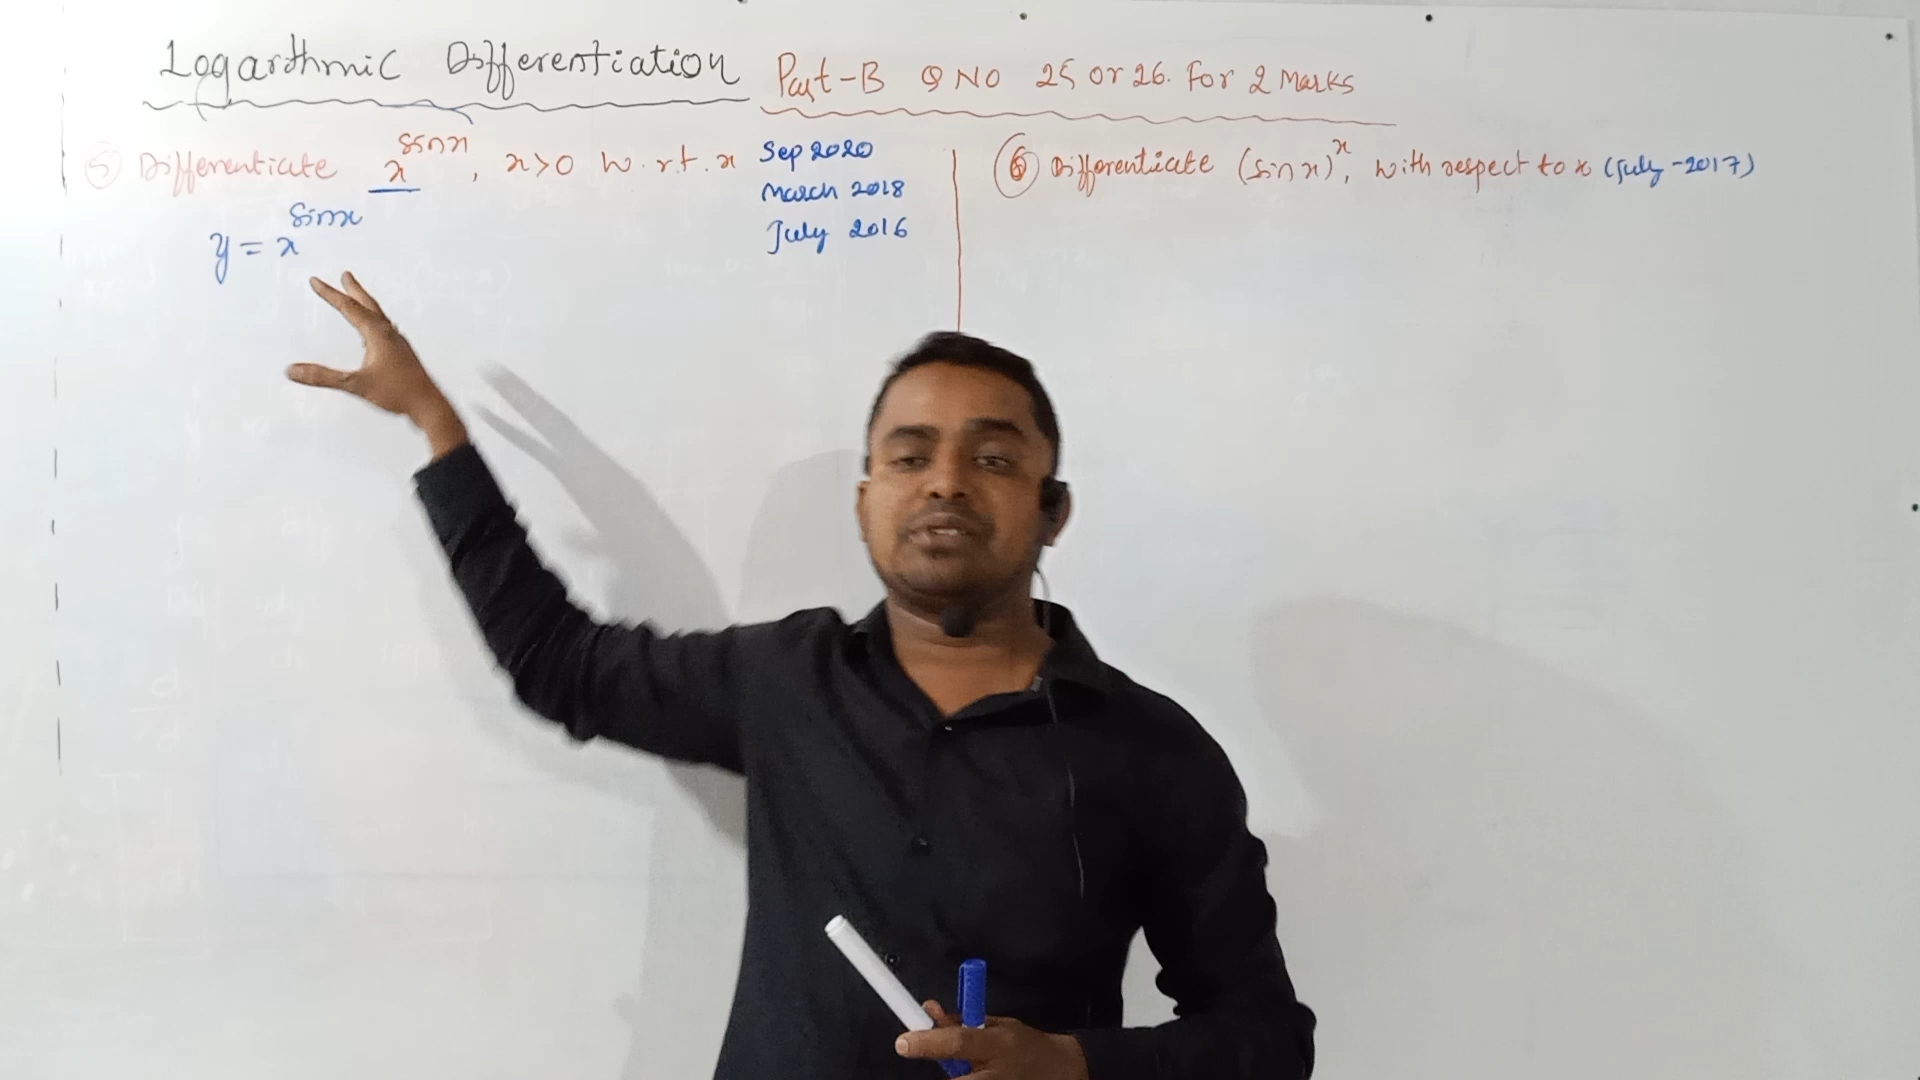 Logarithmic Differentiation Part-B Q NO 25 or 26. For 2 Marks
⑤ Differentiate x^sinx, x>0 w.r.t. x
Sep 2020
March 2018
July 2016
y = x^sinx
⑥ Differentiate (sin x)^x, with respect to x (July-2017)